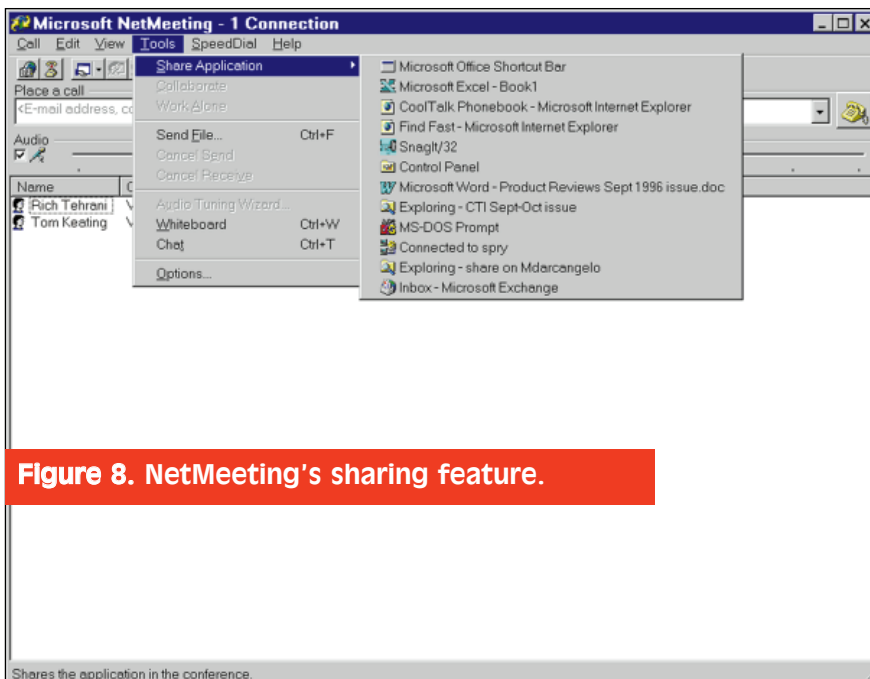 Microsoft NetMeeting - 1 Connection
Call Edit View Tools SpeedDial Help
Place a call
<E-mail address, co
Audio
Name C
Rich Tehrani V
Tom Keating V
Share Application
Collaborate
Work Alone
Send File... Ctrl+F
Cancel Send
Cancel Receive
Audio Tuning Wizard...
Whiteboard Ctrl+W
Chat Ctrl+T
Options...
Microsoft Office Shortcut Bar
Microsoft Excel - Book1
CoolTalk Phonebook - Microsoft Internet Explorer
Find Fast - Microsoft Internet Explorer
SnagIt/32
Control Panel
Microsoft Word - Product Reviews Sept 1996 issue.doc
Exploring - CTI Sept-Oct issue
MS-DOS Prompt
Connected to spry
Exploring - share on Mdarcangelo
Inbox - Microsoft Exchange
Figure 8. NetMeeting's sharing feature.
Shares the application in the conference.